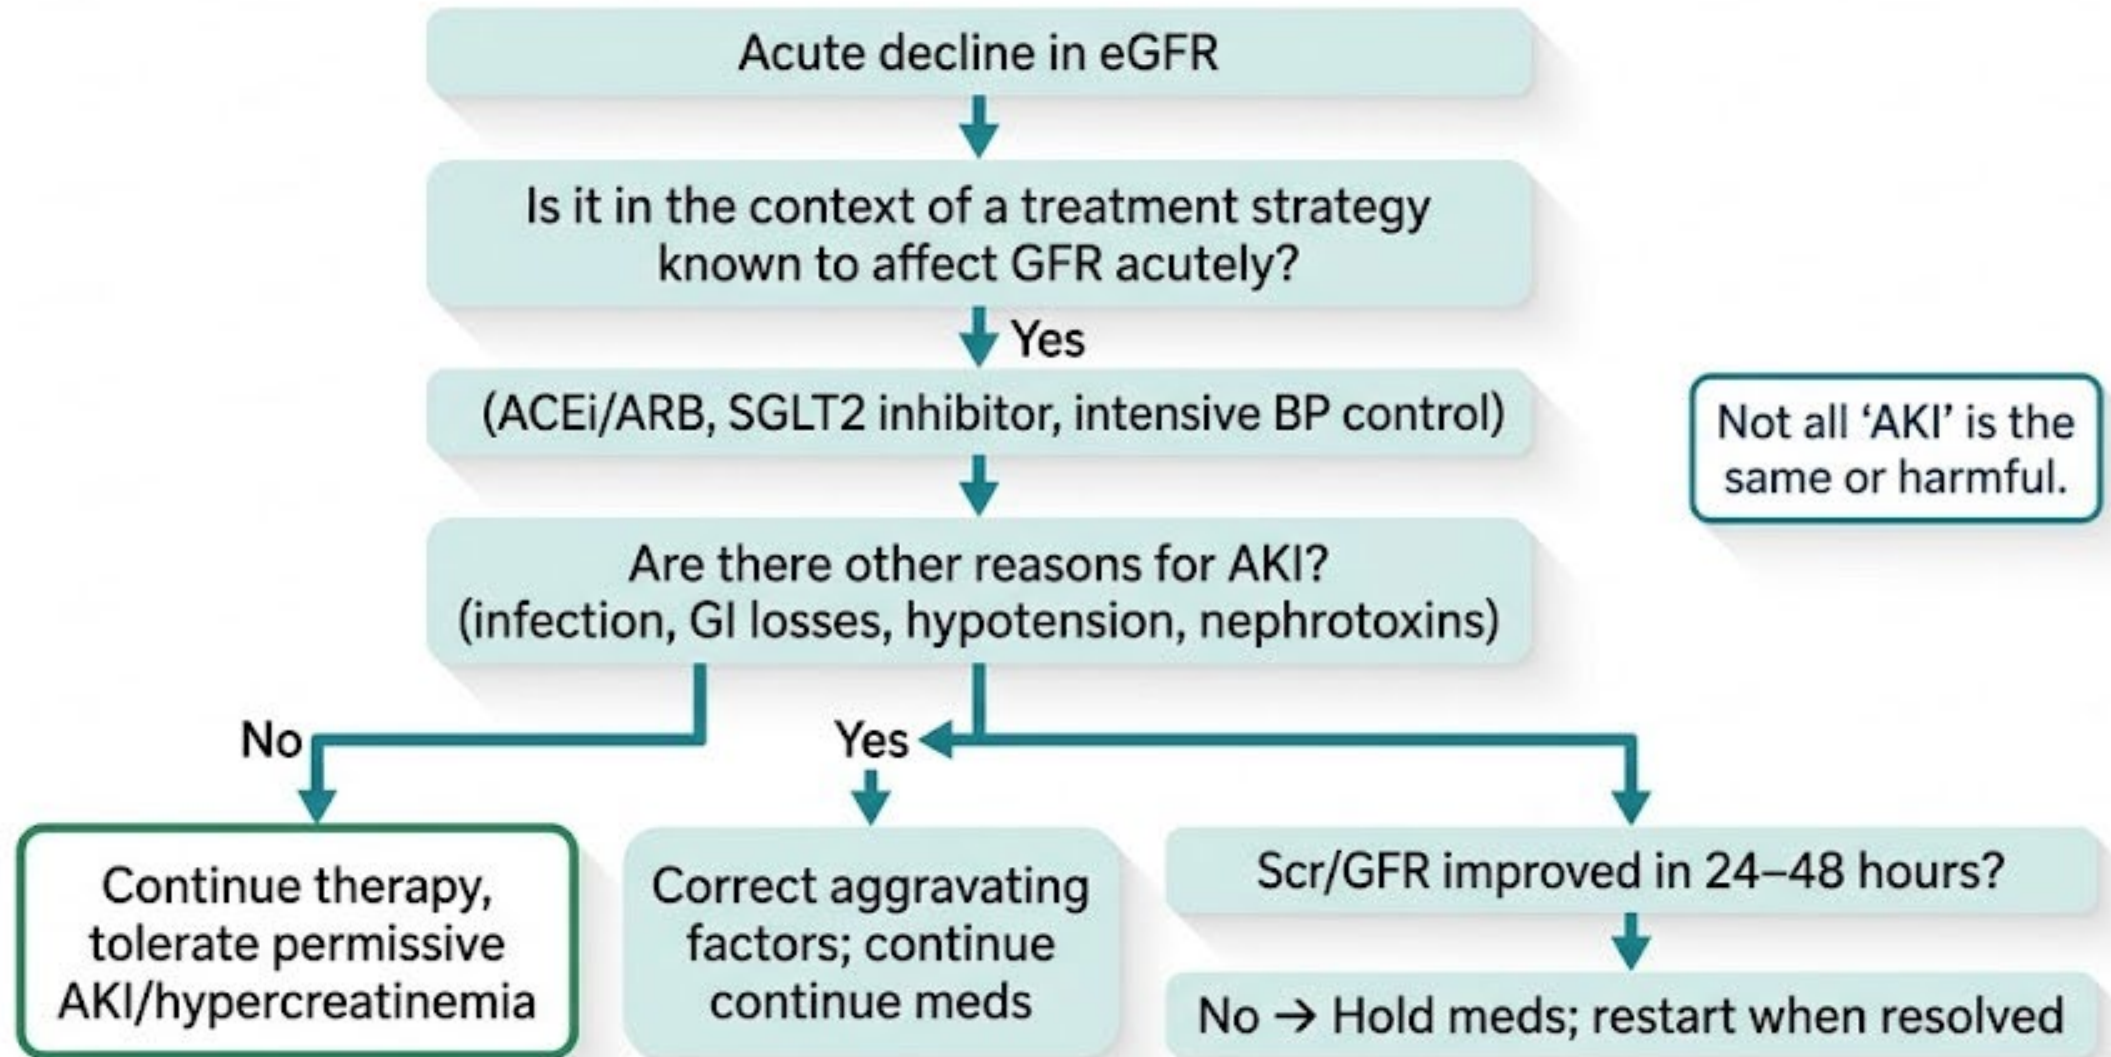 Acute decline in eGFR
Is it in the context of a treatment strategy
known to affect GFR acutely?
Yes
(ACEi/ARB, SGLT2 inhibitor, intensive BP control)
Not all ‘AKI’ is the
same or harmful.
Are there other reasons for AKI?
(infection, GI losses, hypotension, nephrotoxins)
No
Yes
Continue therapy,
tolerate permissive
AKI/hypercreatinemia
Correct aggravating
factors; continue
continue meds
Scr/GFR improved in 24–48 hours?
No → Hold meds; restart when resolved